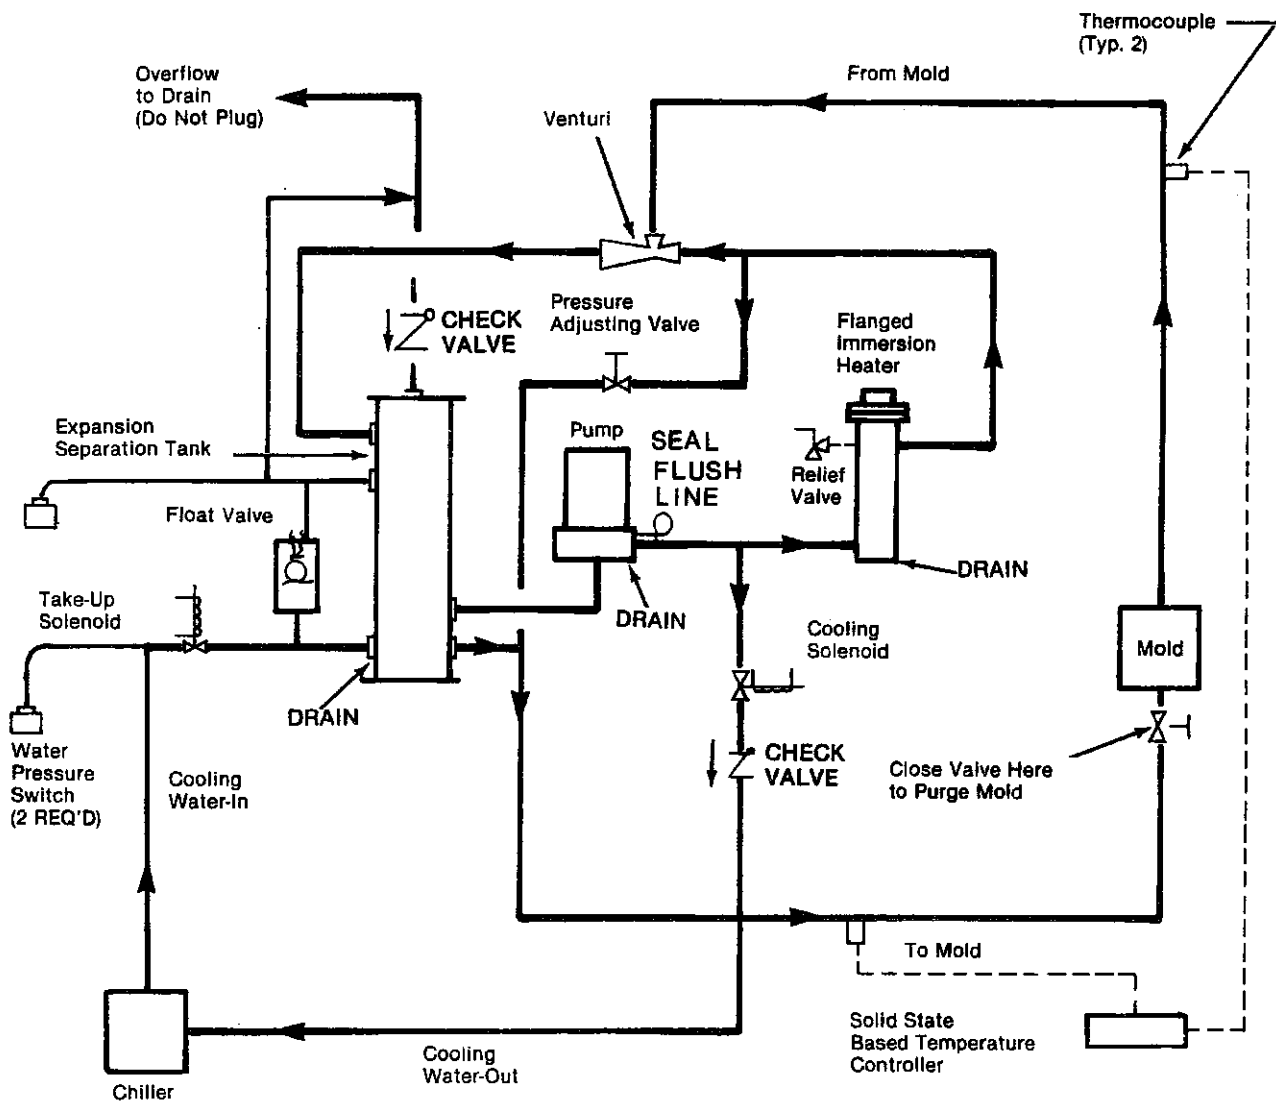 Thermocouple
(Typ. 2)
From Mold
Overflow
to Drain
(Do Not Plug)
Venturi
Pressure
Adjusting Valve
CHECK
VALVE
Flanged
Immersion
Heater
Expansion
Separation Tank
Pump
SEAL
FLUSH
LINE
Relief
Valve
Float Valve
DRAIN
Take-Up
Solenoid
DRAIN
Cooling
Solenoid
Mold
DRAIN
Water
Pressure
Switch
(2 REQ'D)
Cooling
Water-In
CHECK
VALVE
Close Valve Here
to Purge Mold
To Mold
Solid State
Based Temperature
Controller
Cooling
Water-Out
Chiller